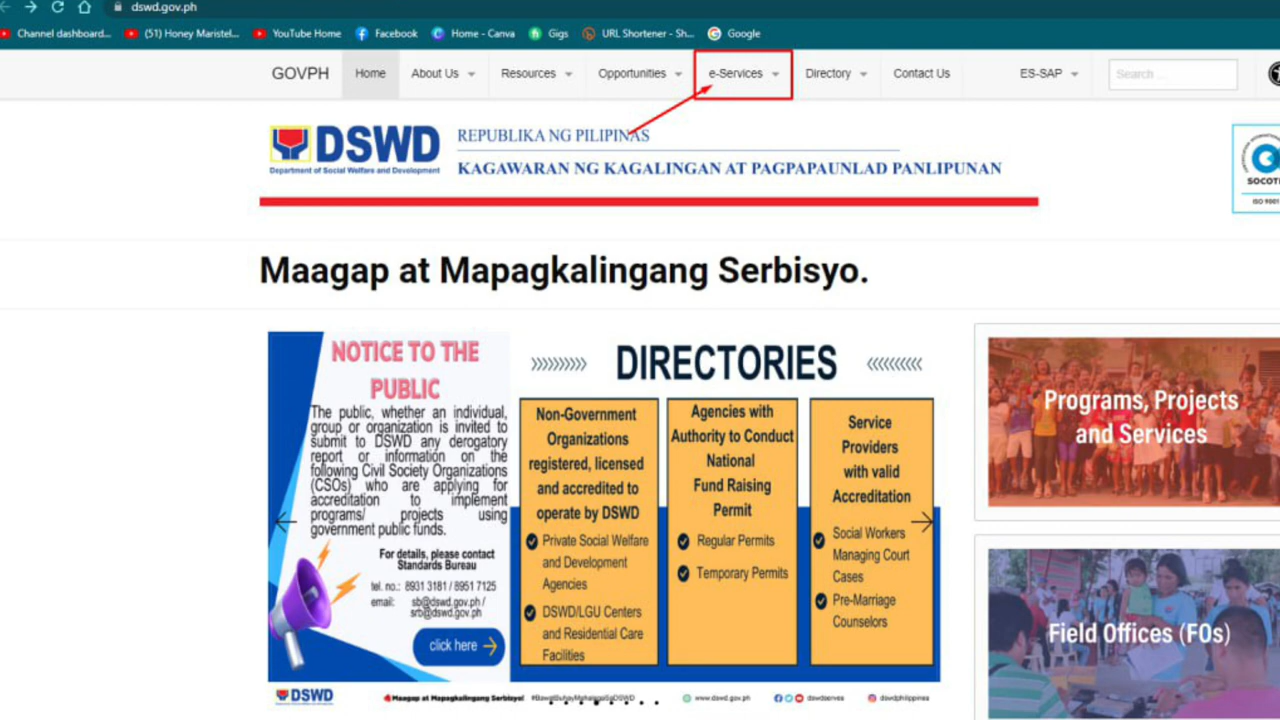 dswd.gov.ph
Channel dashboard... (51) Honey Maristel... YouTube Home Facebook Home - Canva Gigs URL Shortener - Sh... Google
GOVPH Home About Us Resources Opportunities e-Services Directory Contact Us ES-SAP Search ...
DSWD
Department of Social Welfare and Development
REPUBLIKA NG PILIPINAS
KAGAWARAN NG KAGALINGAN AT PAGPAPAUNLAD PANLIPUNAN
ISO 9001
Maagap at Mapagkalingang Serbisyo.
NOTICE TO THE
PUBLIC
The public, whether an individual,
group or organization is invited to
submit to DSWD any derogatory
report or information on the
following Civil Society Organizations
(CSOs) who are applying for
accreditation to implement
programs/ projects using
government public funds.
For details, please contact
Standards Bureau
tel. no.: 8931 3181 / 8951 7125
email: sb@dswd.gov.ph /
srb@dswd.gov.ph
click here
DIRECTORIES
Non-Government
Organizations
registered, licensed
and accredited to
operate by DSWD
Private Social Welfare
and Development
Agencies
DSWD/LGU Centers
and Residential Care
Facilities
Agencies with
Authority to Conduct
National
Fund Raising
Permit
Regular Permits
Temporary Permits
Service
Providers
with valid
Accreditation
Social Workers
Managing Court
Cases
Pre-Marriage
Counselors
Programs, Projects
and Services
Field Offices (FOs)
DSWD Maagap at Mapagkalingang Serbisyo! www.dswd.gov.ph dswdserves dswdphilippines